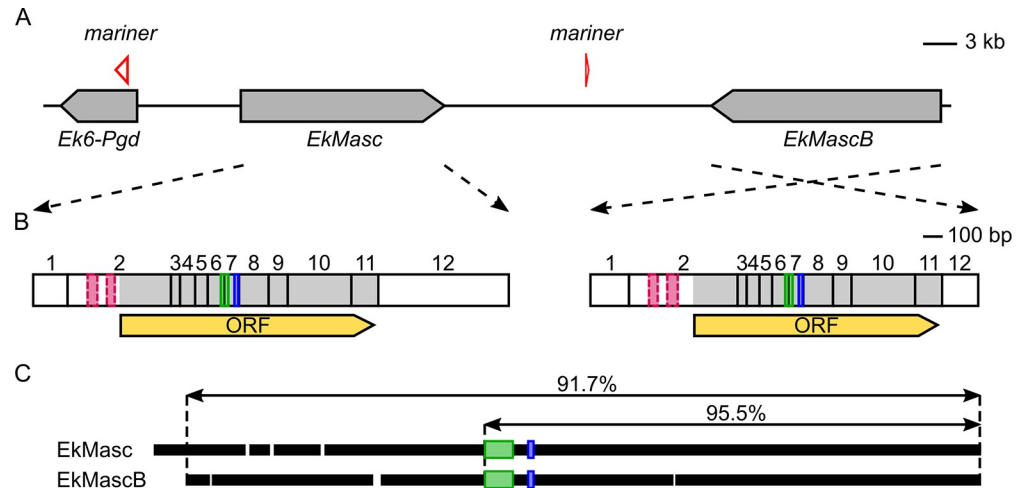 A
mariner
mariner
3 kb
Ek6-Pgd
EkMasc
EkMascB
B
100 bp
1 2 3 4 5 6 7 8 9 10 11 12
1 2 3 4 5 6 7 8 9 10 11 12
ORF
ORF
C
91.7%
95.5%
EkMasc
EkMascB